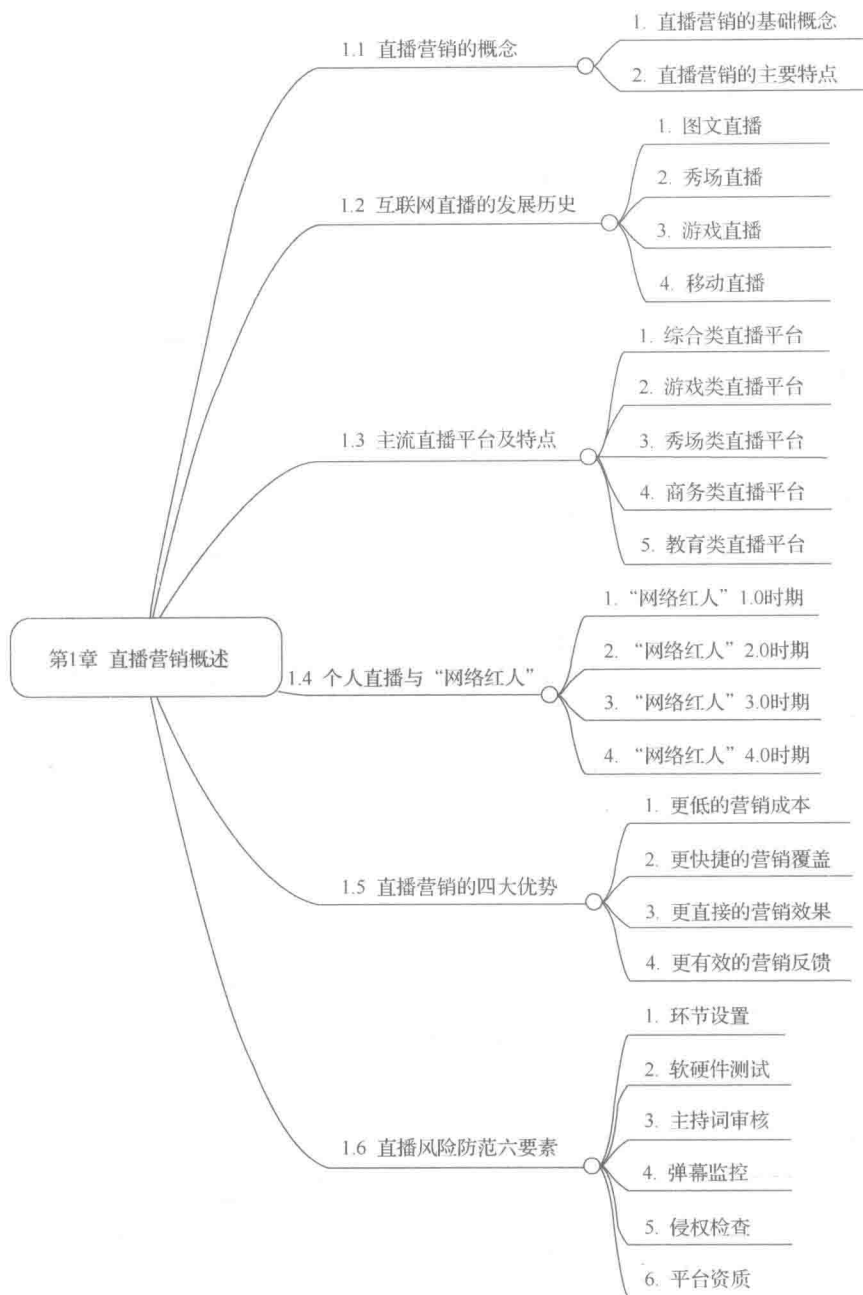 第1章 直播营销概述
1.1 直播营销的概念
1. 直播营销的基础概念
2. 直播营销的主要特点
1.2 互联网直播的发展历史
1. 图文直播
2. 秀场直播
3. 游戏直播
4. 移动直播
1.3 主流直播平台及特点
1. 综合类直播平台
2. 游戏类直播平台
3. 秀场类直播平台
4. 商务类直播平台
5. 教育类直播平台
1.4 个人直播与“网络红人”
1.“网络红人”1.0时期
2.“网络红人”2.0时期
3.“网络红人”3.0时期
4.“网络红人”4.0时期
1.5 直播营销的四大优势
1. 更低的营销成本
2. 更快捷的营销覆盖
3. 更直接的营销效果
4. 更有效的营销反馈
1.6 直播风险防范六要素
1. 环节设置
2. 软硬件测试
3. 主持词审核
4. 弹幕监控
5. 侵权检查
6. 平台资质